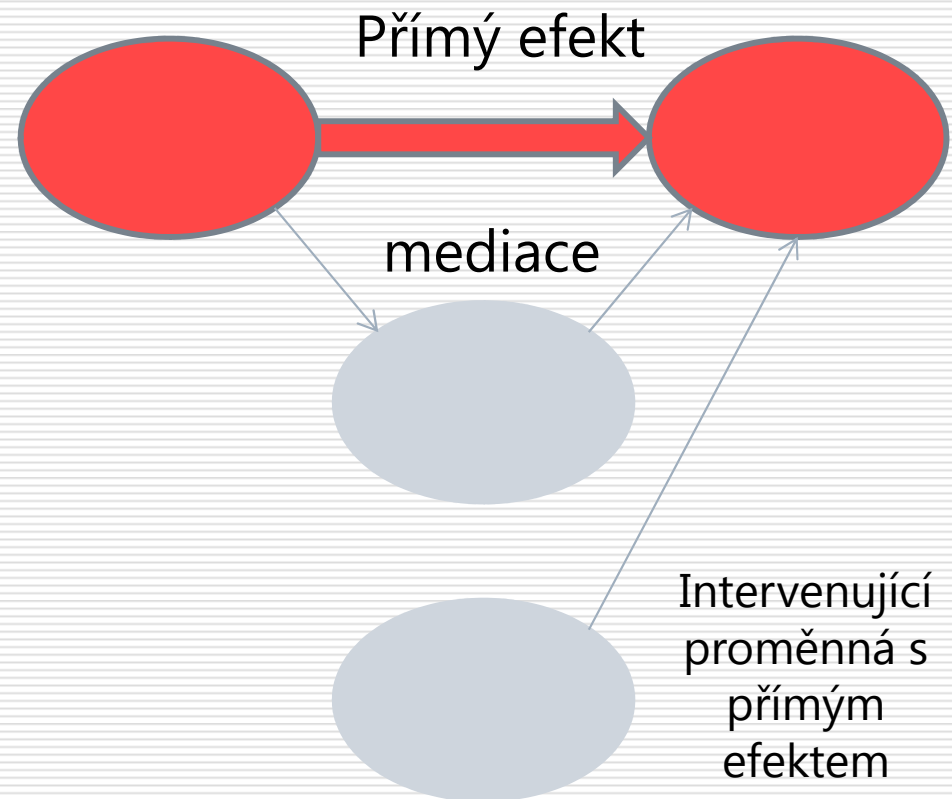 Přímý efekt
mediace
Intervenující
proměnná s
přímým
efektem